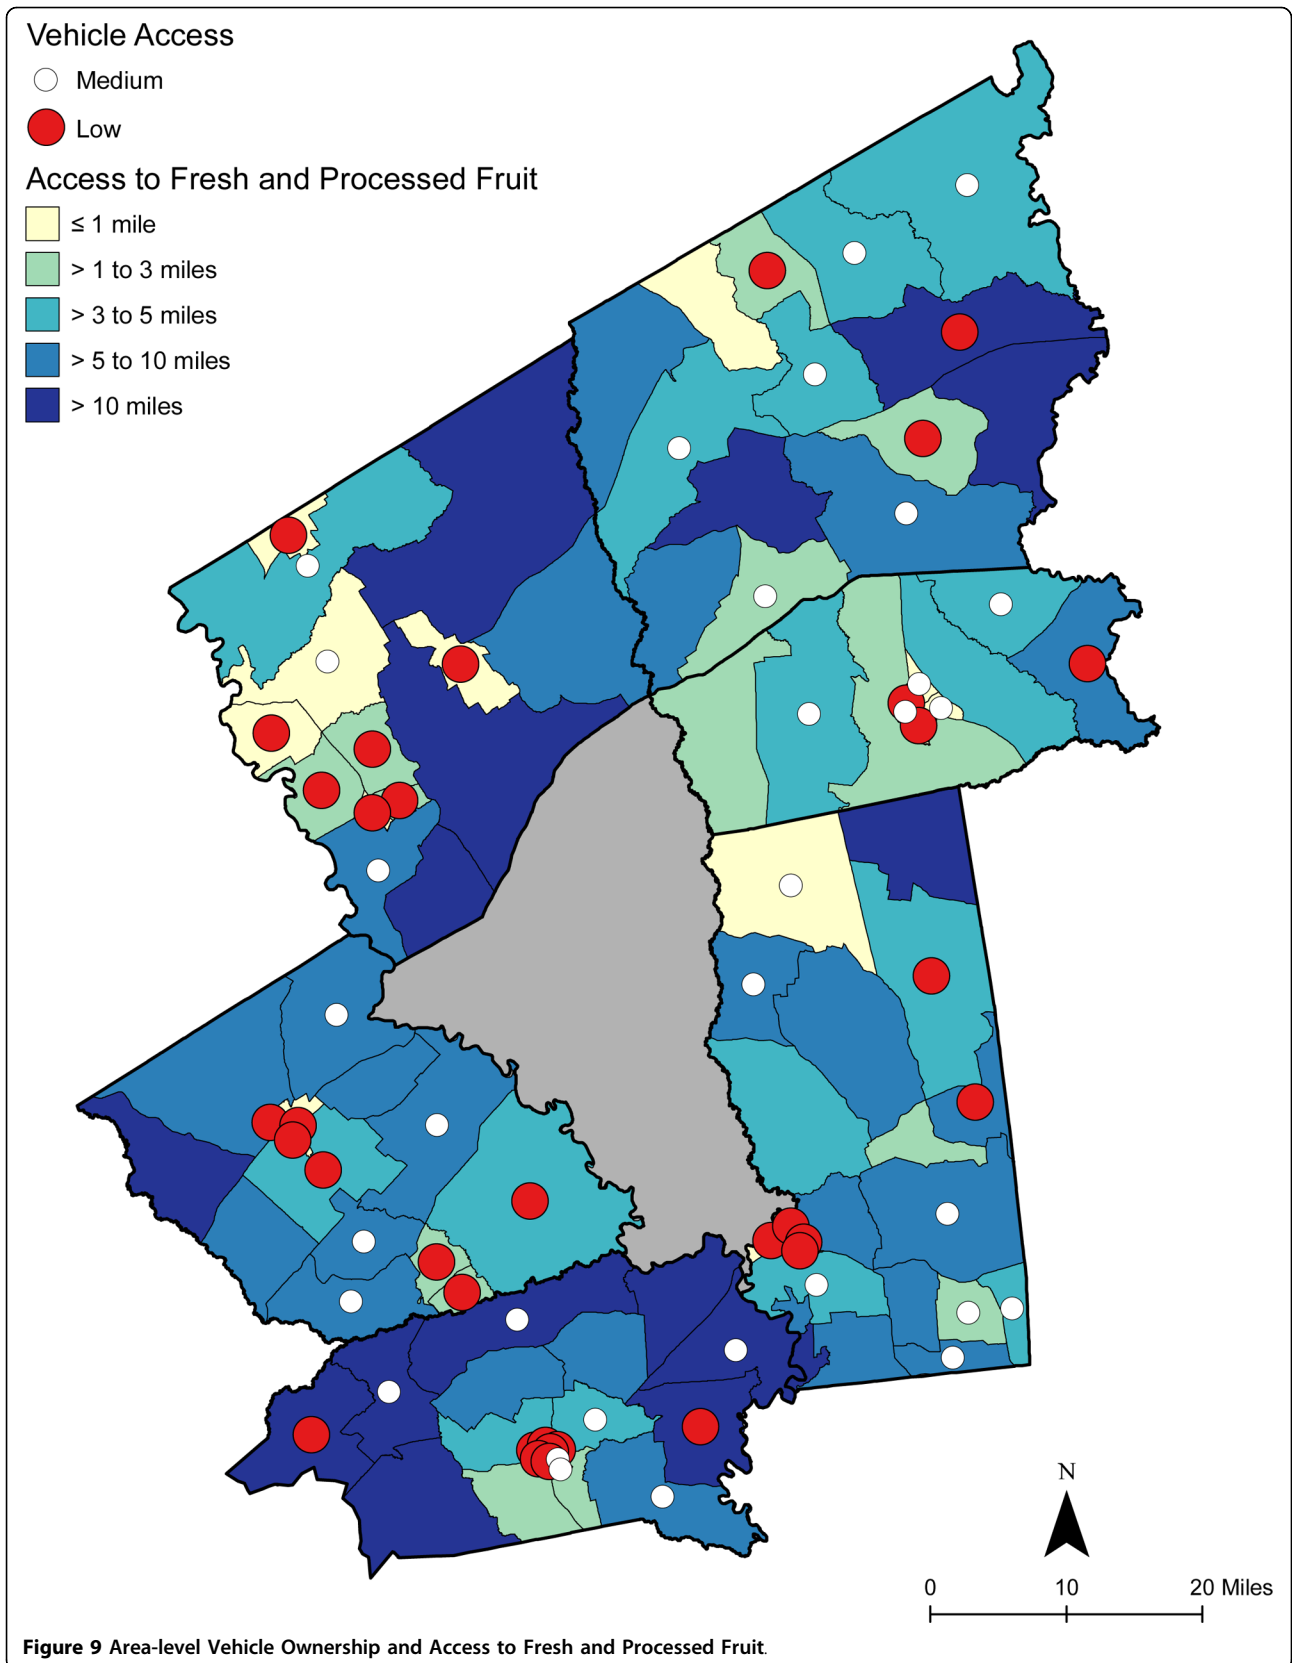 Vehicle Access
Medium
Low
Access to Fresh and Processed Fruit
≤ 1 mile
> 1 to 3 miles
> 3 to 5 miles
> 5 to 10 miles
> 10 miles
N
0 10 20 Miles
Figure 9 Area-level Vehicle Ownership and Access to Fresh and Processed Fruit.